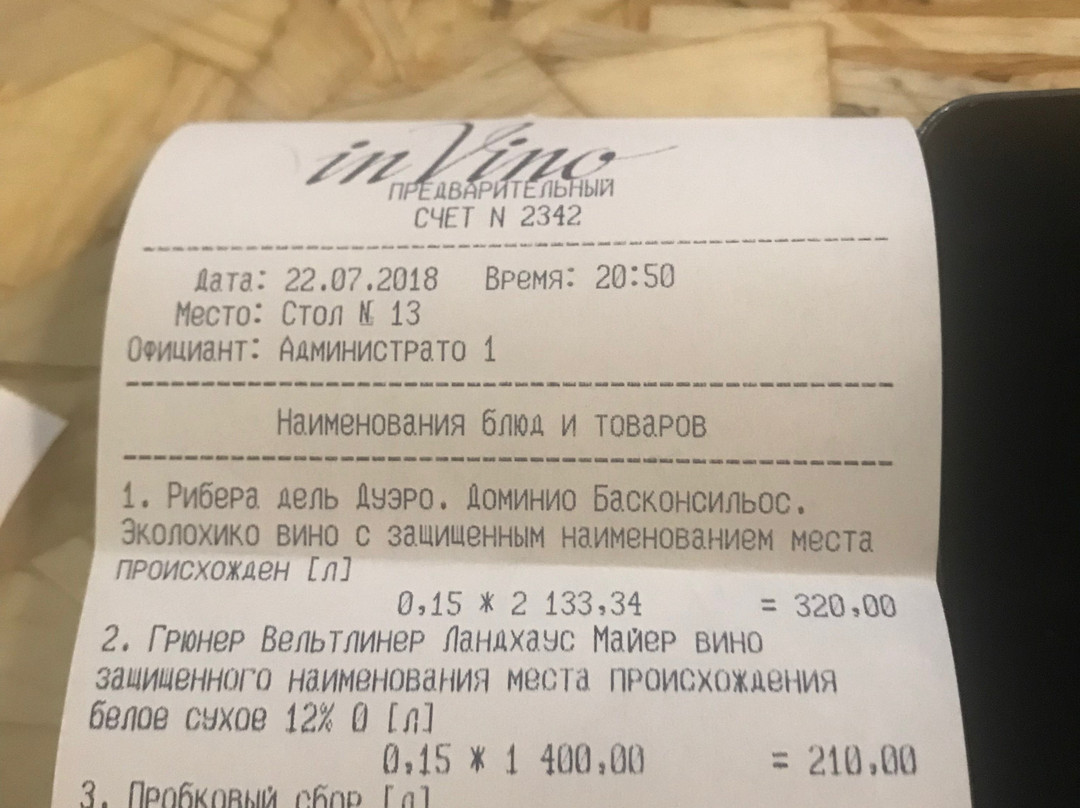 in Vino
ПРЕДВАРИТЕЛЬНЫЙ
СЧЕТ N 2342
Дата: 22.07.2018 Время: 20:50
Место: Стол № 13
Официант: Администрато 1
Наименования блюд и товаров
1. Рибера дель Дуэро. Доминио Басконсильос.
Эколохико вино с защищенным наименованием места
происхожден [л]
0,15 * 2 133,34 = 320,00
2. Грюнер Вельтлинер Ландхаус Майер вино
защищенного наименования места происхождения
белое сухое 12% 0 [л]
0,15 * 1 400,00 = 210,00
3. Пробковый сбор [л]